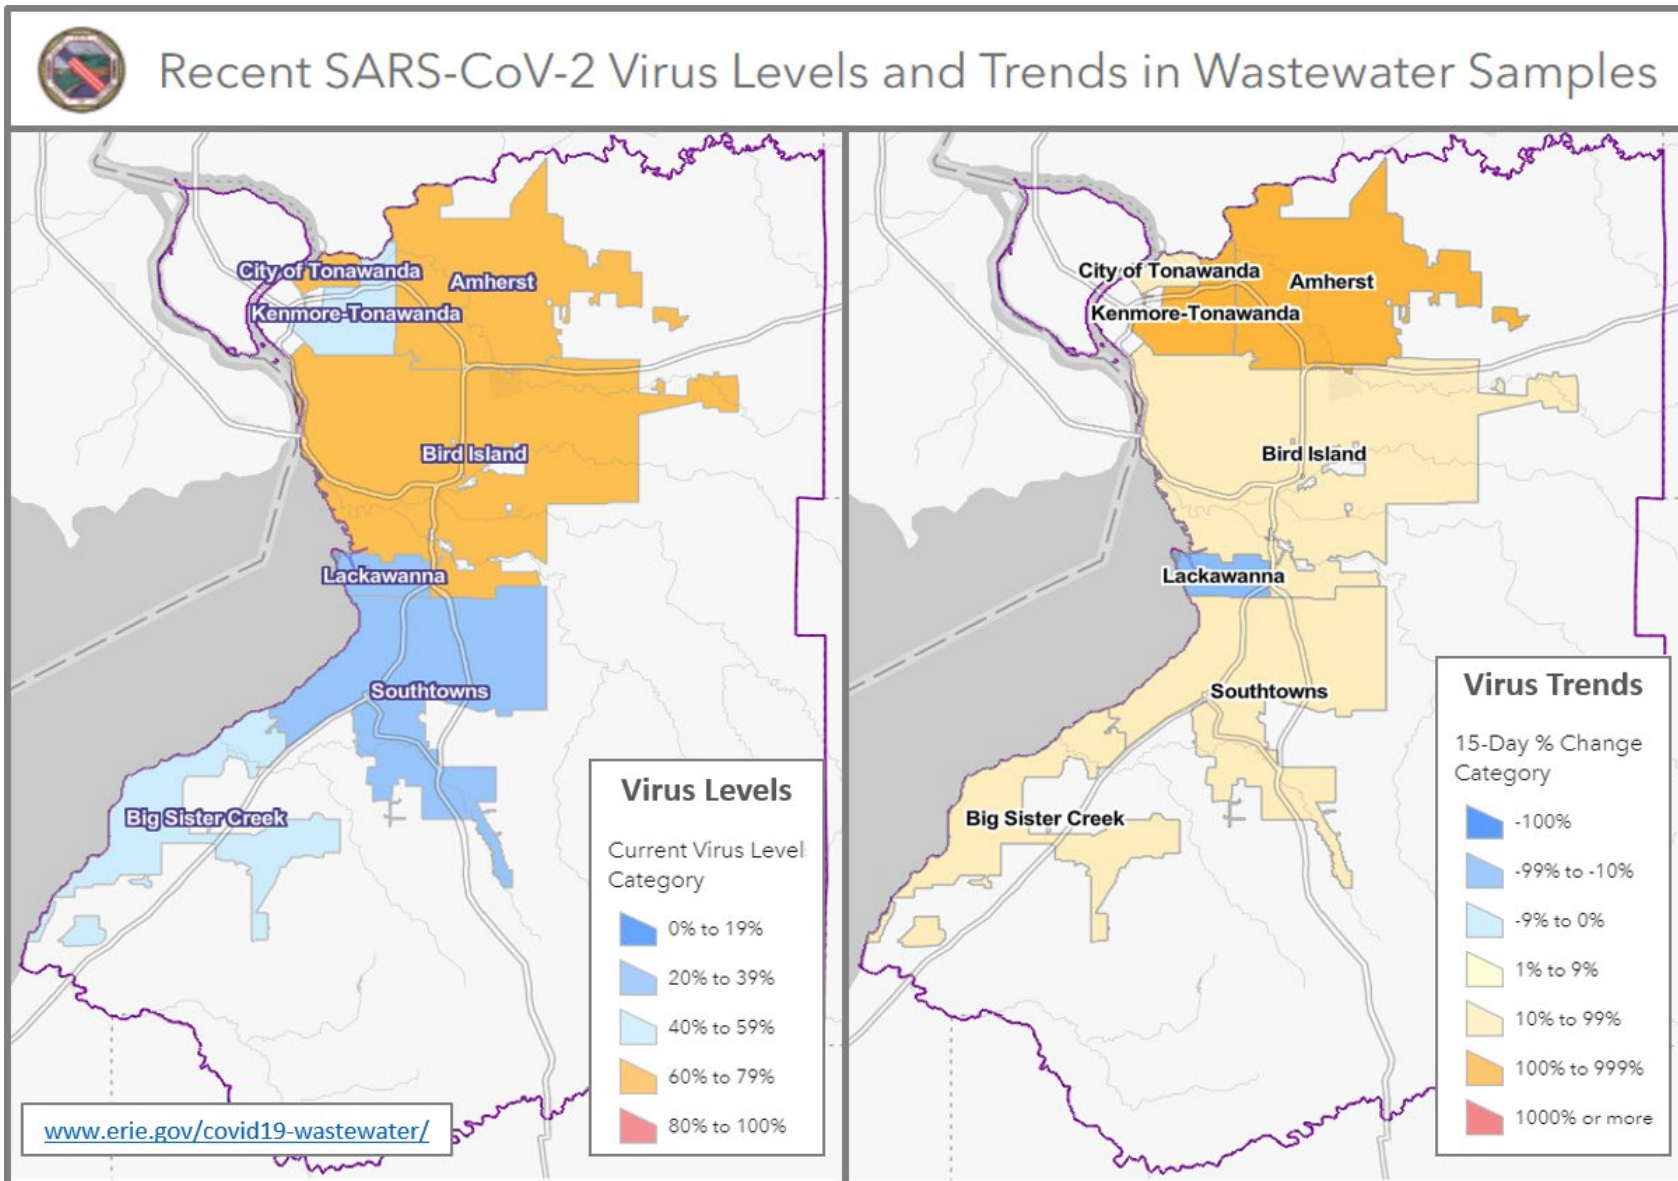 Recent SARS-CoV-2 Virus Levels and Trends in Wastewater Samples
City of Tonawanda
Amherst
Kenmore-Tonawanda
Bird Island
Lackawanna
Southtowns
Big Sister Creek
Virus Levels
Current Virus Level
Category
0% to 19%
20% to 39%
40% to 59%
60% to 79%
80% to 100%
www.erie.gov/covid19-wastewater/
City of Tonawanda
Amherst
Kenmore-Tonawanda
Bird Island
Lackawanna
Southtowns
Big Sister Creek
Virus Trends
15-Day % Change
Category
-100%
-99% to -10%
-9% to 0%
1% to 9%
10% to 99%
100% to 999%
1000% or more